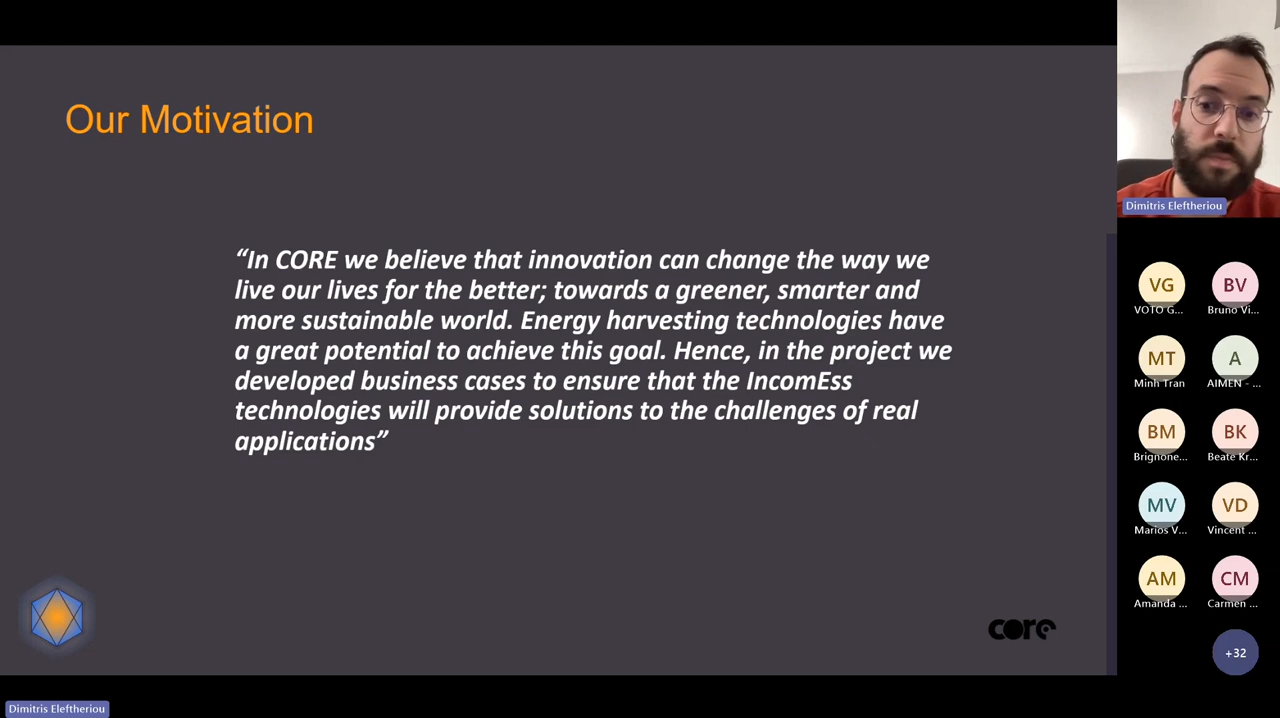 Our Motivation
“In CORE we believe that innovation can change the way we
live our lives for the better; towards a greener, smarter and
more sustainable world. Energy harvesting technologies have
a great potential to achieve this goal. Hence, in the project we
developed business cases to ensure that the IncomEss
technologies will provide solutions to the challenges of real
applications”
core
Dimitris Eleftheriou
VG
BV
VOTO G...
Bruno Vi...
MT
A
Minh Tran
AIMEN - ...
BM
BK
Brignone...
Beate Kr...
MV
VD
Marios V...
Vincent ...
AM
CM
Amanda ...
Carmen ...
+32
Dimitris Eleftheriou